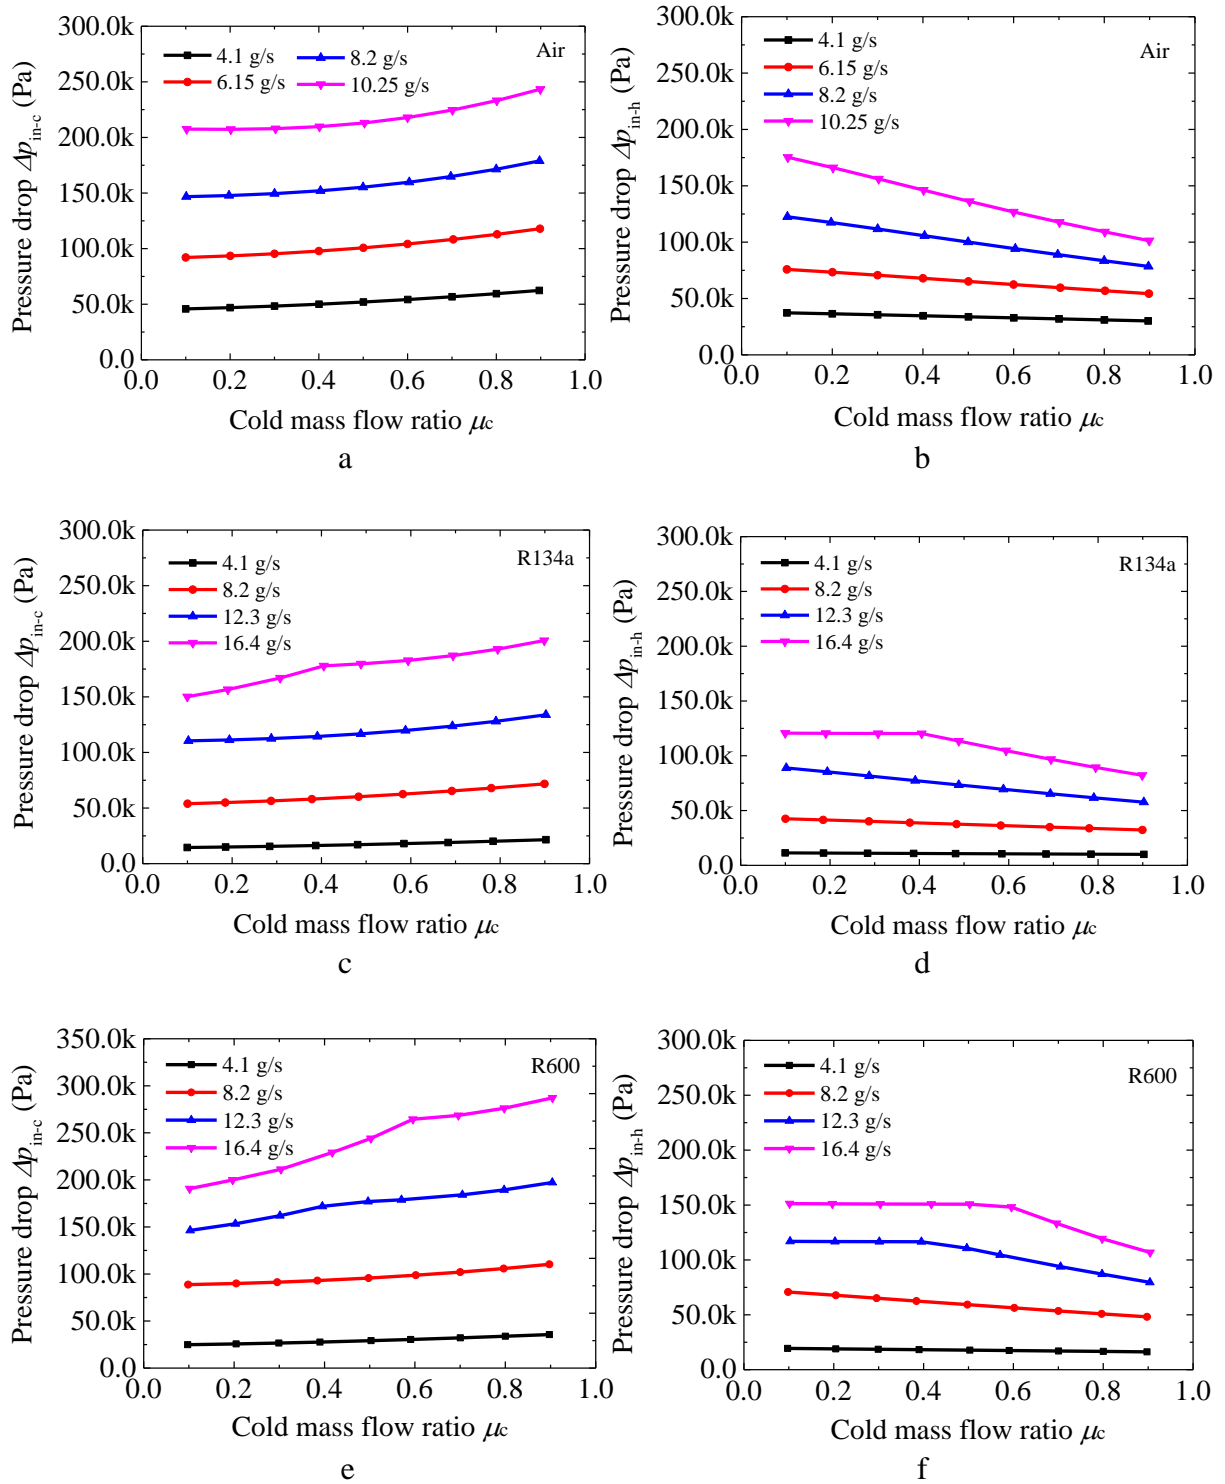 300.0k
250.0k
200.0k
150.0k
100.0k
50.0k
0.0
Pressure drop Δp in-c (Pa)
4.1 g/s
6.15 g/s
8.2 g/s
10.25 g/s
Air
0.0 0.2 0.4 0.6 0.8 1.0
Cold mass flow ratio μc
a
300.0k
250.0k
200.0k
150.0k
100.0k
50.0k
0.0
Pressure drop Δp in-h (Pa)
4.1 g/s
6.15 g/s
8.2 g/s
10.25 g/s
Air
0.0 0.2 0.4 0.6 0.8 1.0
Cold mass flow ratio μc
b
300.0k
250.0k
200.0k
150.0k
100.0k
50.0k
0.0
Pressure drop Δp in-c (Pa)
4.1 g/s
8.2 g/s
12.3 g/s
16.4 g/s
R134a
0.0 0.2 0.4 0.6 0.8 1.0
Cold mass flow ratio μc
c
300.0k
250.0k
200.0k
150.0k
100.0k
50.0k
0.0
Pressure drop Δp in-h (Pa)
4.1 g/s
8.2 g/s
12.3 g/s
16.4 g/s
R134a
0.0 0.2 0.4 0.6 0.8 1.0
Cold mass flow ratio μc
d
350.0k
300.0k
250.0k
200.0k
150.0k
100.0k
50.0k
0.0
Pressure drop Δp in-c (Pa)
4.1 g/s
8.2 g/s
12.3 g/s
16.4 g/s
R600
0.0 0.2 0.4 0.6 0.8 1.0
Cold mass flow ratio μc
e
300.0k
250.0k
200.0k
150.0k
100.0k
50.0k
0.0
Pressure drop Δp in-h (Pa)
4.1 g/s
8.2 g/s
12.3 g/s
16.4 g/s
R600
0.0 0.2 0.4 0.6 0.8 1.0
Cold mass flow ratio μc
f